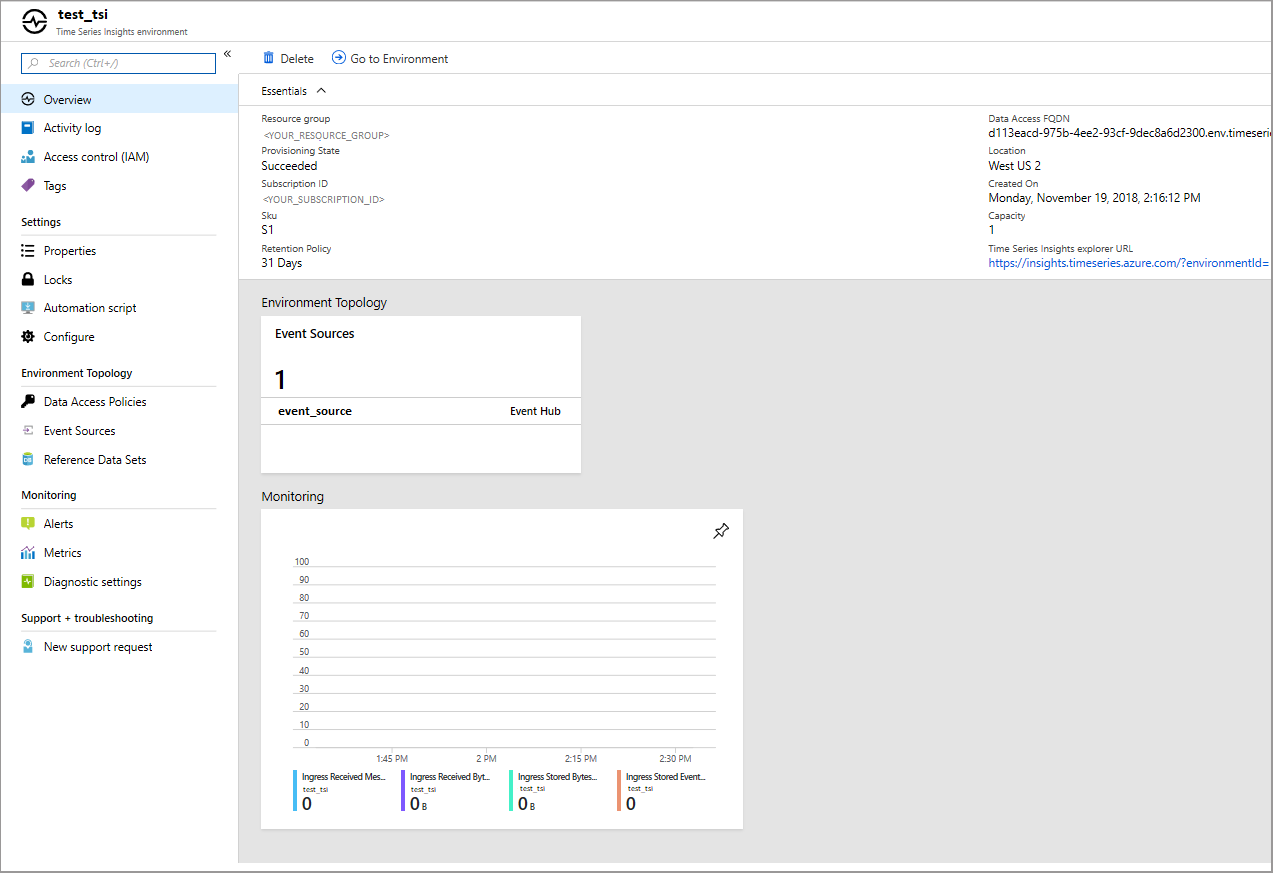 test_tsi
Time Series Insights environment
Search (Ctrl+/)
«
Overview
Activity log
Access control (IAM)
Tags
Settings
Properties
Locks
Automation script
Configure
Environment Topology
Data Access Policies
Event Sources
Reference Data Sets
Monitoring
Alerts
Metrics
Diagnostic settings
Support + troubleshooting
New support request
Delete
Go to Environment
Essentials
Resource group
<YOUR_RESOURCE_GROUP>
Provisioning State
Succeeded
Subscription ID
<YOUR_SUBSCRIPTION_ID>
Sku
S1
Retention Policy
31 Days
Data Access FQDN
d113eacd-975b-4ee2-93cf-9dec8a6d2300.env.timeserie
Location
West US 2
Created On
Monday, November 19, 2018, 2:16:12 PM
Capacity
1
Time Series Insights explorer URL
https://insights.timeseries.azure.com/?environmentId=
Environment Topology
Event Sources
1
event_source Event Hub
Monitoring
100
90
80
70
60
50
40
30
20
10
0
1:45 PM 2 PM 2:15 PM 2:30 PM
Ingress Received Mes...
test_tsi
0
Ingress Received Byt...
test_tsi
0 B
Ingress Stored Bytes...
test_tsi
0 B
Ingress Stored Event...
test_tsi
0